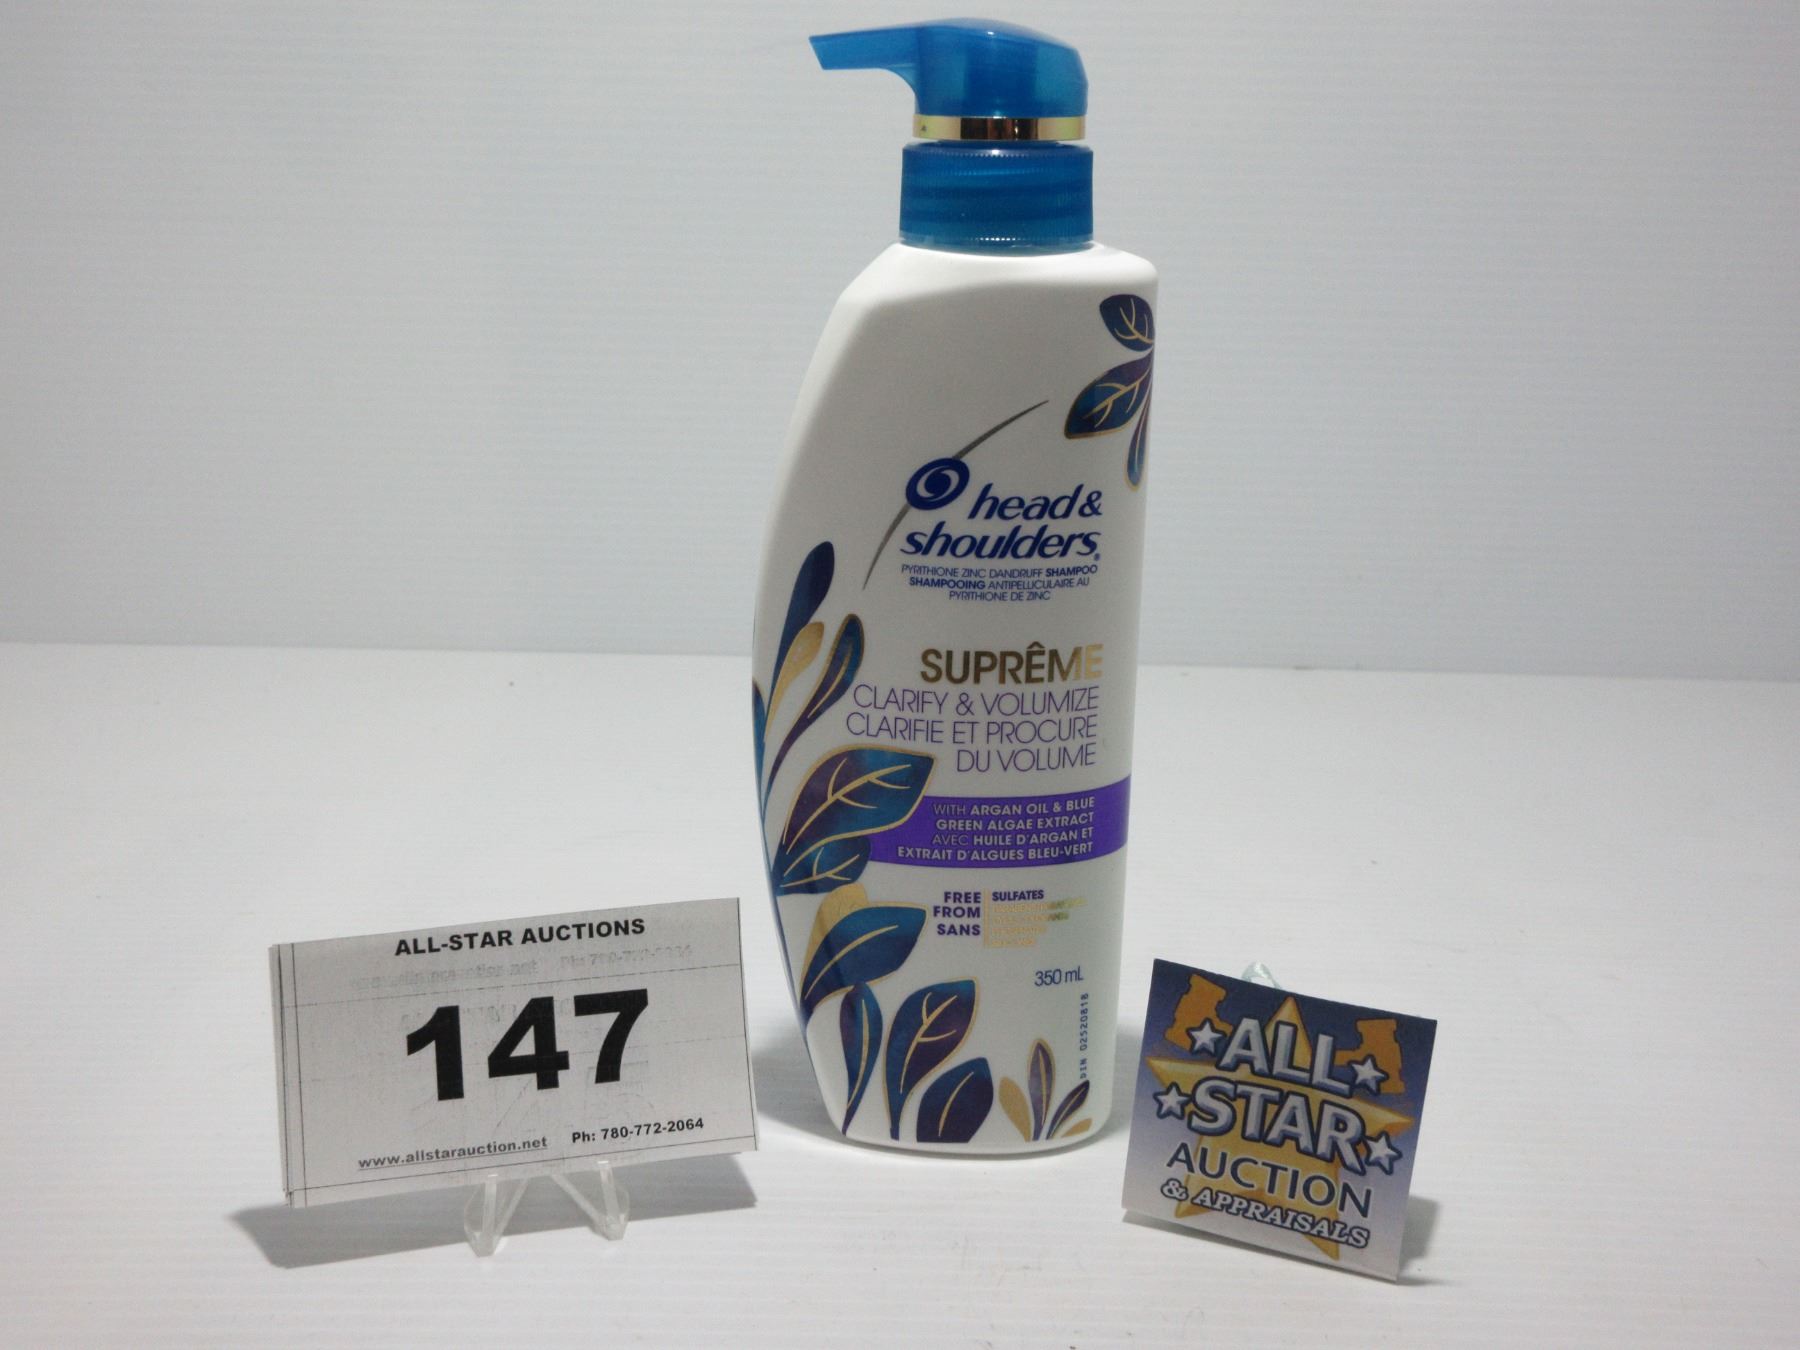 head &
shoulders®
PYRITHIONE ZINC DANDRUFF SHAMPOO
SHAMPOOING ANTIPELLICULAIRE AU
PYRITHIONE DE ZINC
SUPRÊME
CLARIFY & VOLUMIZE
CLARIFIE ET PROCURE
DU VOLUME
WITH ARGAN OIL & BLUE
GREEN ALGAE EXTRACT
AVEC HUILE D'ARGAN ET
EXTRAIT D'ALGUES BLEU-VERT
FREE
FROM
SANS
SULFATES
350 mL
DIN 02520818
ALL-STAR AUCTIONS
147
www.allstarauction.net Ph: 780-772-2064
ALL
STAR
AUCTION
& APPRAISALS